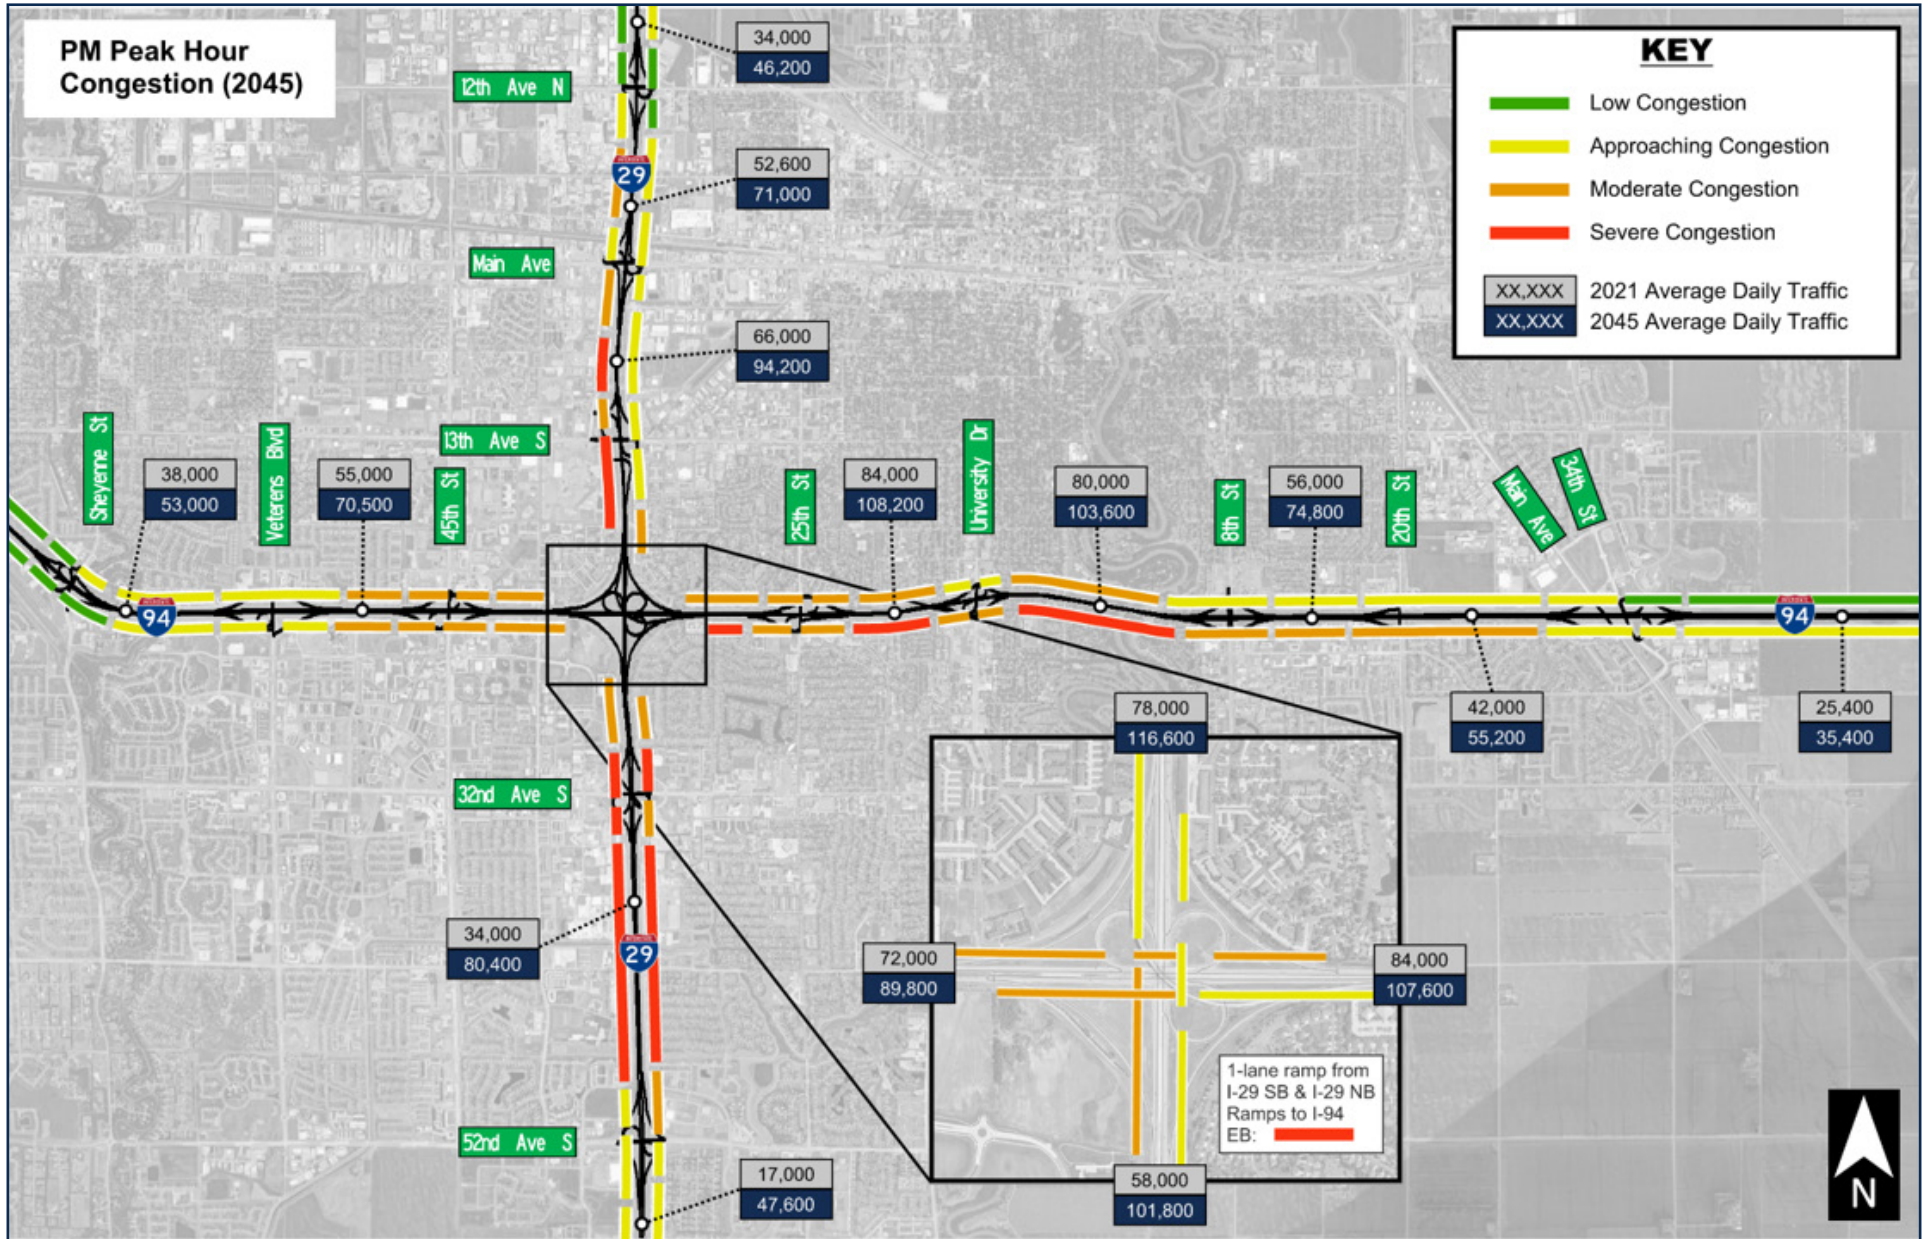 PM Peak Hour
Congestion (2045)
KEY
Low Congestion
Approaching Congestion
Moderate Congestion
Severe Congestion
XX,XXX 2021 Average Daily Traffic
XX,XXX 2045 Average Daily Traffic
34,000
46,200
12th Ave N
52,600
71,000
INTERSTATE
29
Main Ave
66,000
94,200
13th Ave S
Sheyenne St
38,000
53,000
Veterens Blvd
55,000
70,500
45th St
25th St
84,000
108,200
University Dr
80,000
103,600
8th St
56,000
74,800
20th St
Main Ave
34th St
INTERSTATE
94
INTERSTATE
94
42,000
55,200
25,400
35,400
32nd Ave S
34,000
80,400
INTERSTATE
29
52nd Ave S
17,000
47,600
78,000
116,600
72,000
89,800
84,000
107,600
1-lane ramp from
I-29 SB & I-29 NB
Ramps to I-94
EB:
58,000
101,800
N